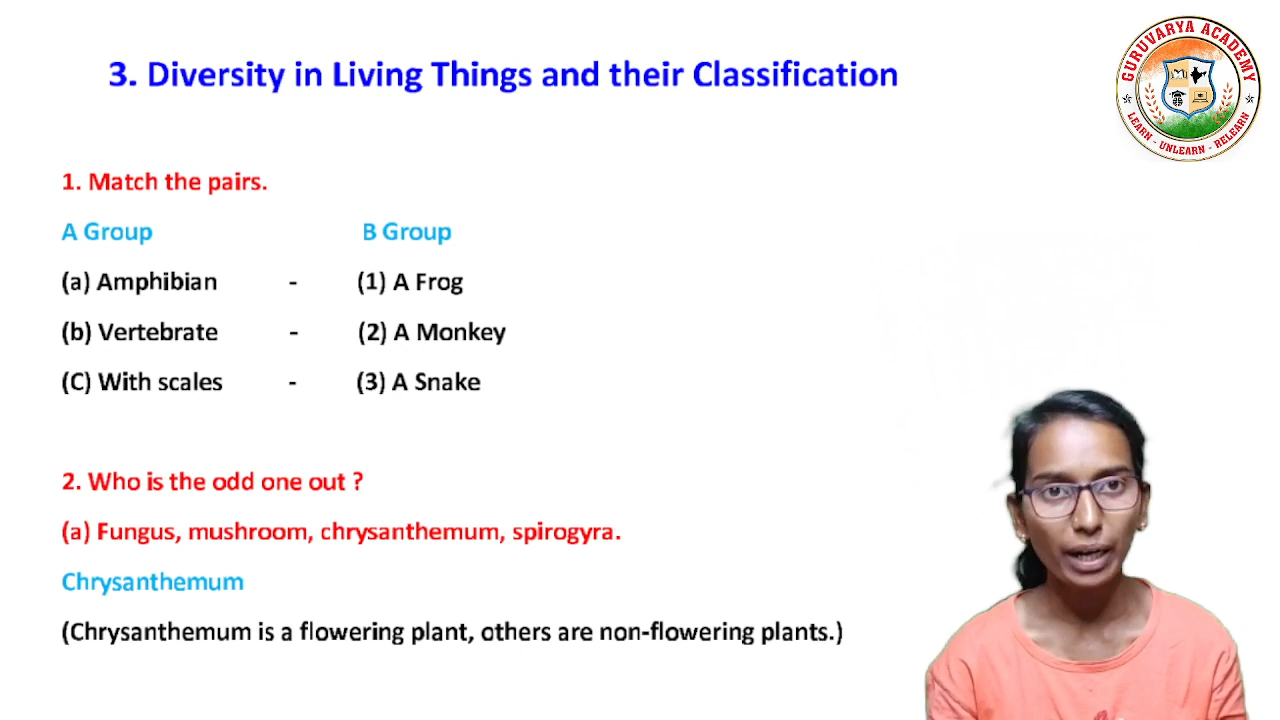 3. Diversity in Living Things and their Classification
GURUVARYA ACADEMY
LEARN - UNLEARN - RELEARN
1. Match the pairs.
A Group B Group
(a) Amphibian - (1) A Frog
(b) Vertebrate - (2) A Monkey
(C) With scales - (3) A Snake
2. Who is the odd one out ?
(a) Fungus, mushroom, chrysanthemum, spirogyra.
Chrysanthemum
(Chrysanthemum is a flowering plant, others are non-flowering plants.)